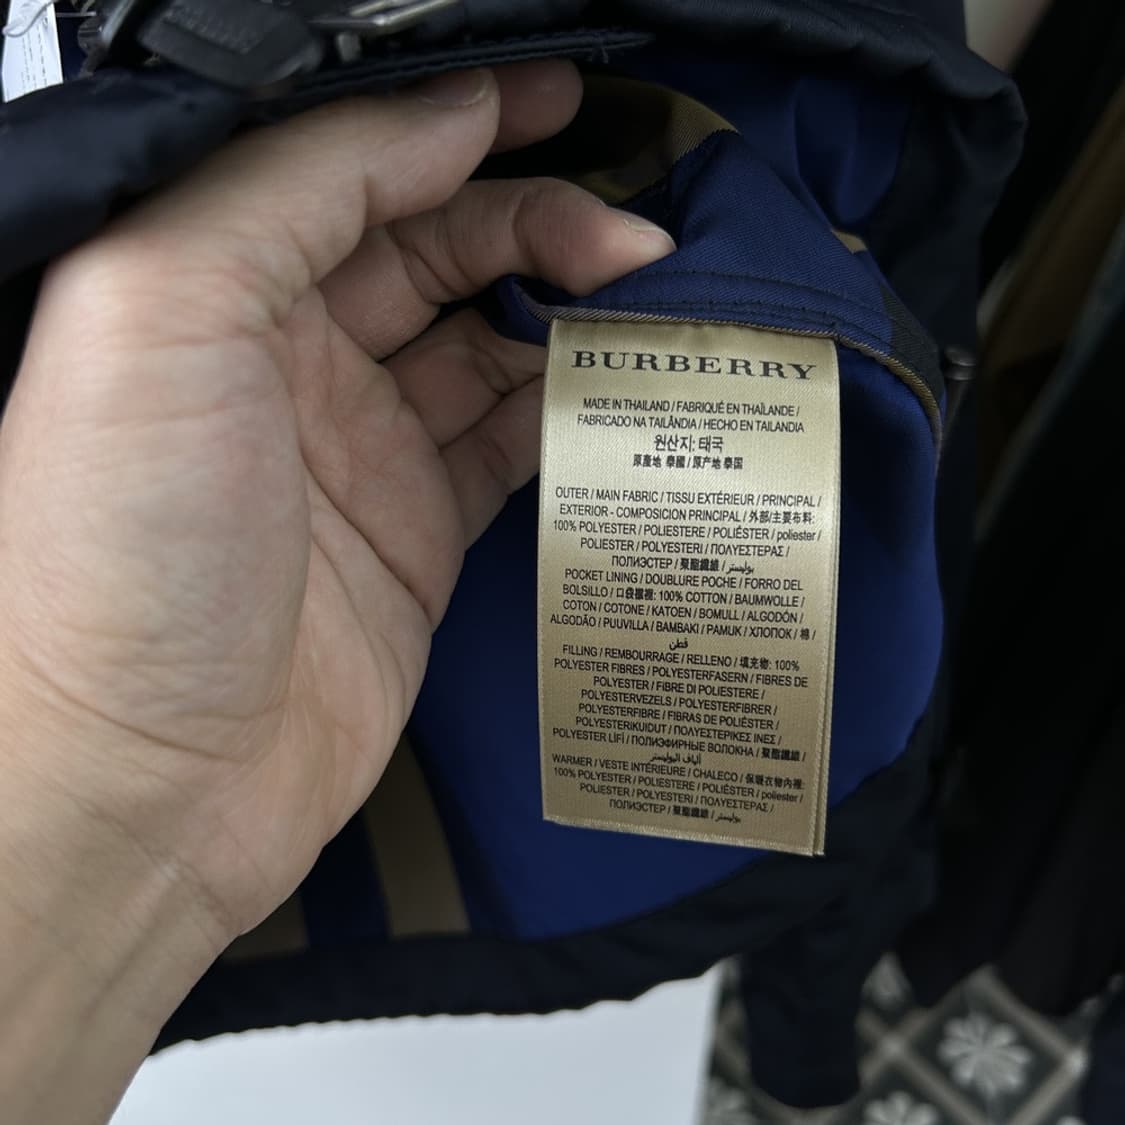 BURBERRY
MADE IN THAILAND / FABRIQUÉ EN THAÏLANDE /
FABRICADO NA TAILÂNDIA / HECHO EN TAILANDIA
원산지: 태국
原產地 泰國 / 原产地 泰国
OUTER / MAIN FABRIC / TISSU EXTÉRIEUR / PRINCIPAL /
EXTERIOR - COMPOSICION PRINCIPAL / 外部/主要布料:
100% POLYESTER / POLIESTERE / POLIÉSTER / poliester /
POLIESTER / POLYESTERI / ΠΟΛΥΕΣΤΕΡΑΣ /
ПОЛИЭСТЕР / 聚酯纖維 / بوليستر
POCKET LINING / DOUBLURE POCHE / FORRO DEL
BOLSILLO / 口袋襯裡: 100% COTTON / BAUMWOLLE /
COTON / COTONE / KATOEN / BOMULL / ALGODÓN /
ALGODÃO / PUUVILLA / BAMBAKI / PAMUK / ХЛОПОК / 棉 /
قطن
FILLING / REMBOURRAGE / RELLENO / 填充物: 100%
POLYESTER FIBRES / POLYESTERFASERN / FIBRES DE
POLYESTER / FIBRE DI POLIESTERE /
POLYESTERVEZELS / POLYESTERFIBRER /
POLYESTERFIBRE / FIBRAS DE POLIÉSTER /
POLYESTERIKUIDUT / ΠΟΛΥΕΣΤΕΡΙΚΕΣ ΙΝΕΣ /
POLYESTER LİFİ / ПОЛИЭФИРНЫЕ ВОЛОКНА / 聚酯纖維 /
ألياف البوليستر
WARMER / VESTE INTÉRIEURE / CHALECO / 保暖衣物內裡:
100% POLYESTER / POLIESTERE / POLIÉSTER / poliester /
POLIESTER / POLYESTERI / ΠΟΛΥΕΣΤΕΡΑΣ /
ПОЛИЭСТЕР / 聚酯纖維 / بوليستر